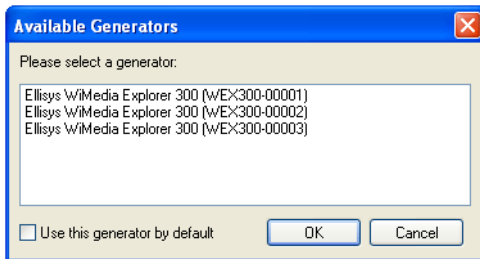 Available Generators
Please select a generator:
Ellisys WiMedia Explorer 300 (WEX300-00001)
Ellisys WiMedia Explorer 300 (WEX300-00002)
Ellisys WiMedia Explorer 300 (WEX300-00003)
Use this generator by default
OK
Cancel